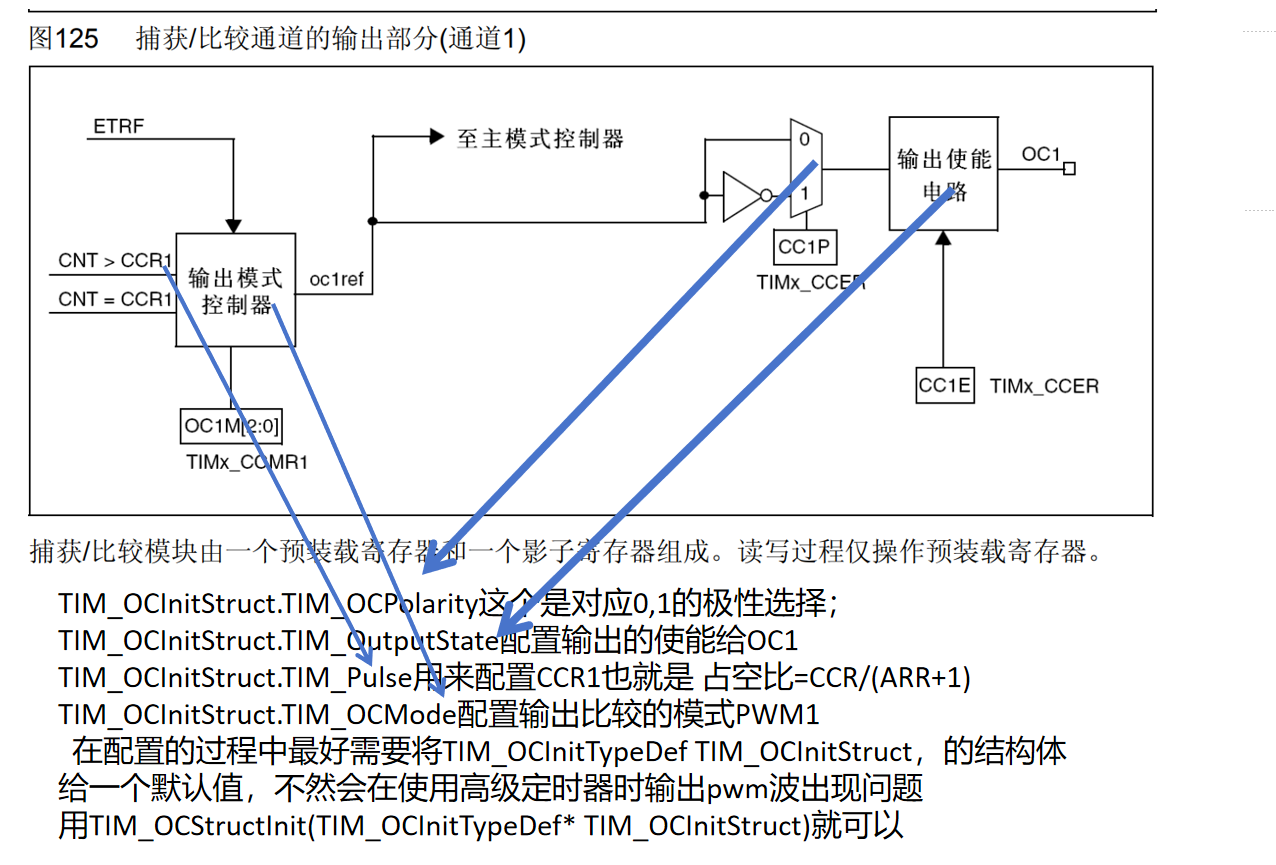 图125 捕获/比较通道的输出部分(通道1)
ETRF
至主模式控制器
0
输出使能
电路
OC1
1
CC1P
TIMx_CCER
CNT > CCR1
CNT = CCR1
输出模式
控制器
oc1ref
CC1E
TIMx_CCER
OC1M[2:0]
TIMx_CCMR1
捕获/比较模块由一个预装载寄存器和一个影子寄存器组成。读写过程仅操作预装载寄存器。
TIM_OCInitStruct.TIM_OCPolarity这个是对应0,1的极性选择；
TIM_OCInitStruct.TIM_OutputState配置输出的使能给OC1
TIM_OCInitStruct.TIM_Pulse用来配置CCR1也就是 占空比=CCR/(ARR+1)
TIM_OCInitStruct.TIM_OCMode配置输出比较的模式PWM1
在配置的过程中最好需要将TIM_OCInitTypeDef TIM_OCInitStruct，的结构体
给一个默认值，不然会在使用高级定时器时输出pwm波出现问题
用TIM_OCStructInit(TIM_OCInitTypeDef* TIM_OCInitStruct)就可以